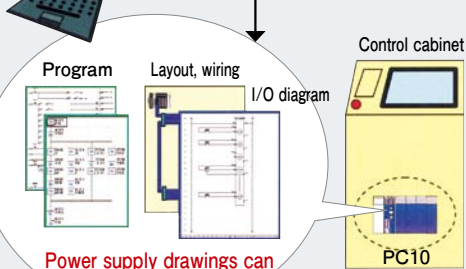 Control cabinet
Program
Layout, wiring
I/O diagram
PC10
Power supply drawings can